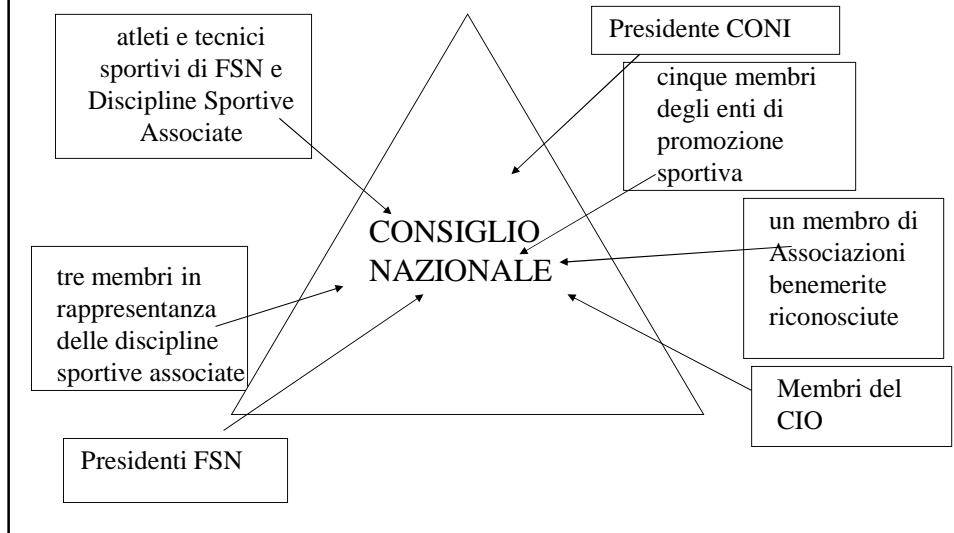 atleti e tecnici
sportivi di FSN e
Discipline Sportive
Associate
Presidente CONI
cinque membri
degli enti di
promozione
sportiva
CONSIGLIO
NAZIONALE
un membro di
Associazioni
benemerite
riconosciute
tre membri in
rappresentanza
delle discipline
sportive associate
Membri del
CIO
Presidenti FSN